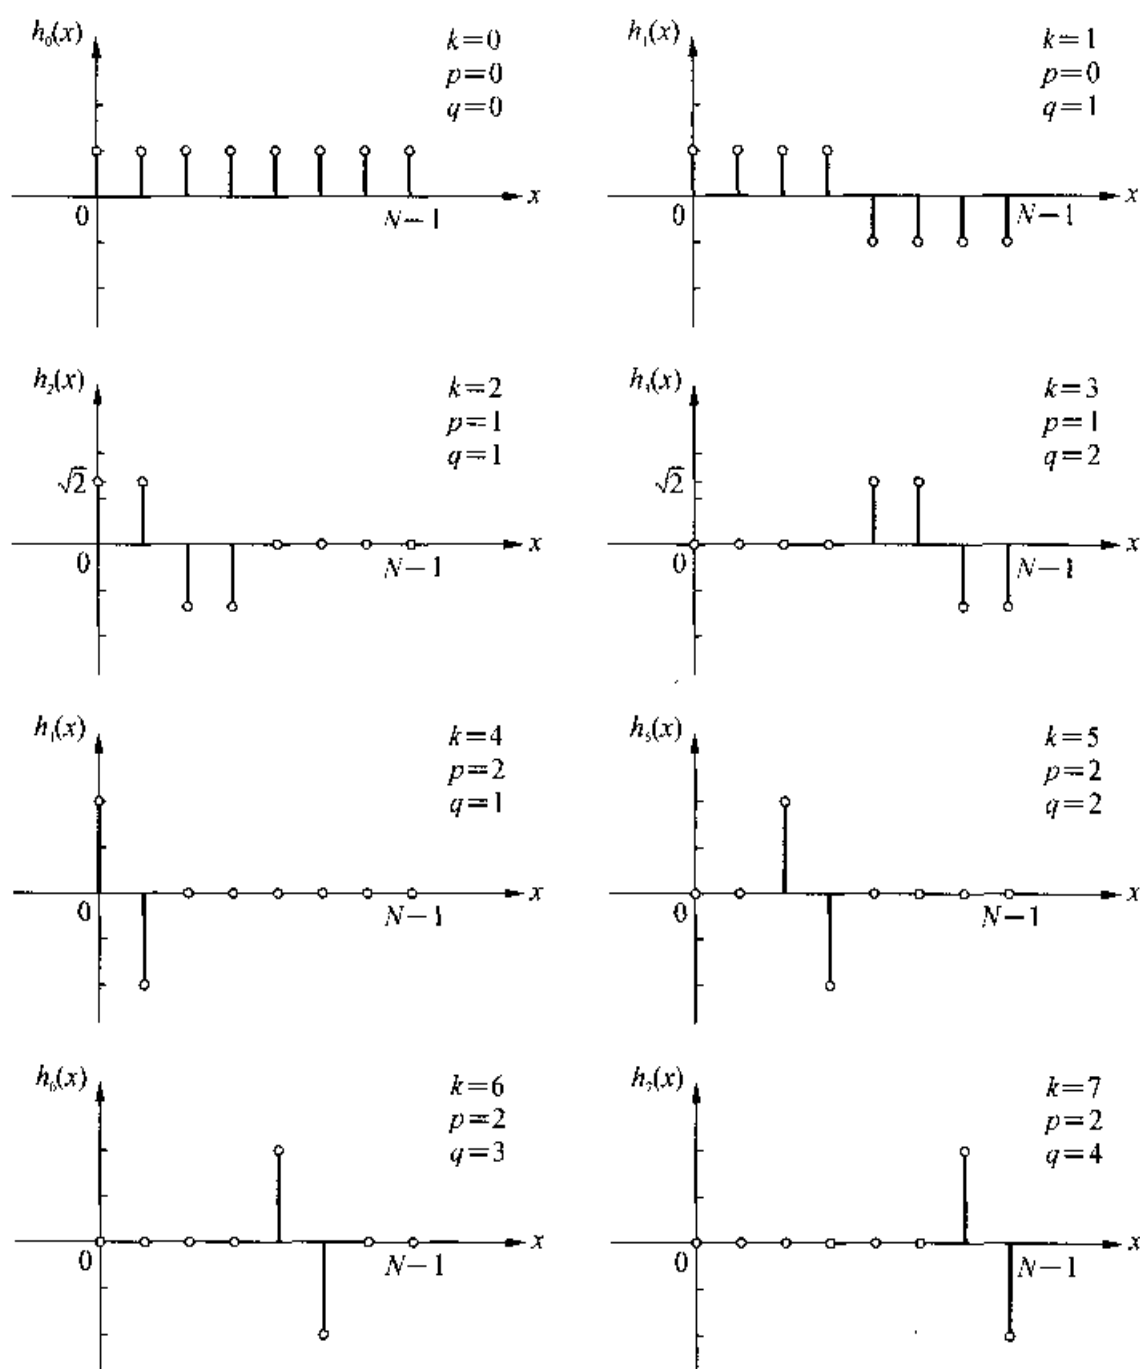 h₀(x)
k=0
p=0
q=0
0
N−1
x
h₁(x)
k=1
p=0
q=1
0
N−1
x
h₂(x)
k=2
p=1
q=1
√2
0
N−1
x
h₃(x)
k=3
p=1
q=2
√2
0
N−1
x
h₄(x)
k=4
p=2
q=1
0
N−1
x
h₅(x)
k=5
p=2
q=2
0
N−1
x
h₆(x)
k=6
p=2
q=3
0
N−1
x
h₇(x)
k=7
p=2
q=4
0
N−1
x